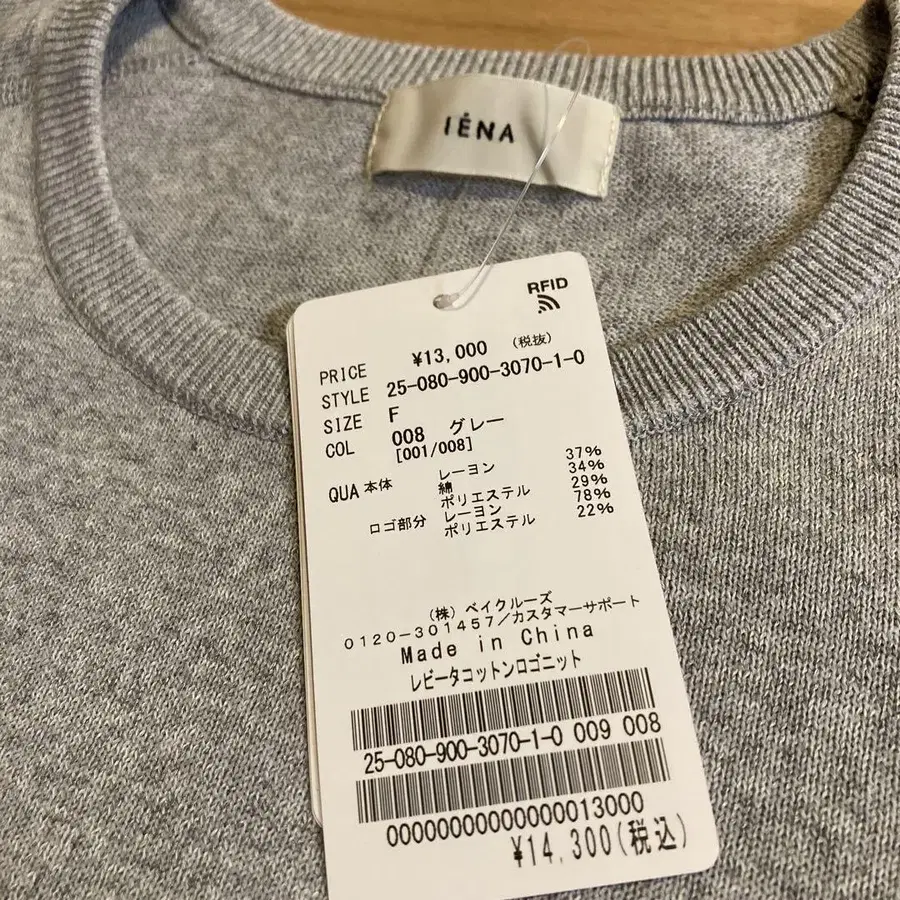 IÉNA
RFID
PRICE ¥13,000 (税抜)
STYLE 25-080-900-3070-1-0
SIZE F
COL 008 グレー
[001/008]
QUA 本体 レーヨン 37%
綿 34%
ポリエステル 29%
ロゴ部分 レーヨン 78%
ポリエステル 22%
(株) ベイクルーズ
0120-301457/カスタマーサポート
Made in China
レビータコットンロゴニット
25-080-900-3070-1-0 009 008
00000000000000013000
¥14,300(税込)